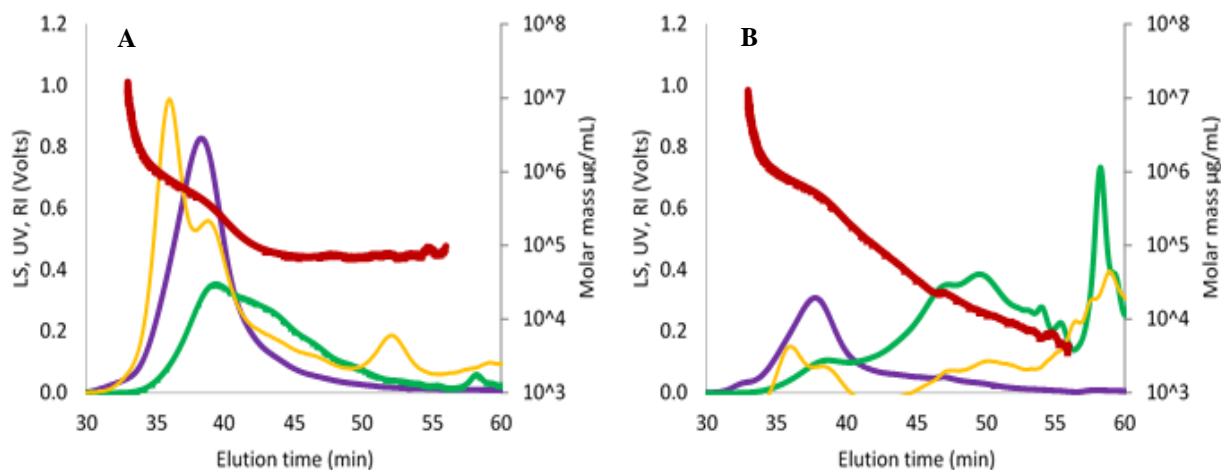 A
LS, UV, RI (Volts)
1.2
1.0
0.8
0.6
0.4
0.2
0.0
10^8
10^7
10^6
10^5
10^4
10^3
Molar mass µg/mL
30 35 40 45 50 55 60
Elution time (min)
B
LS, UV, RI (Volts)
1.2
1.0
0.8
0.6
0.4
0.2
0.0
10^8
10^7
10^6
10^5
10^4
10^3
Molar mass µg/mL
30 35 40 45 50 55 60
Elution time (min)